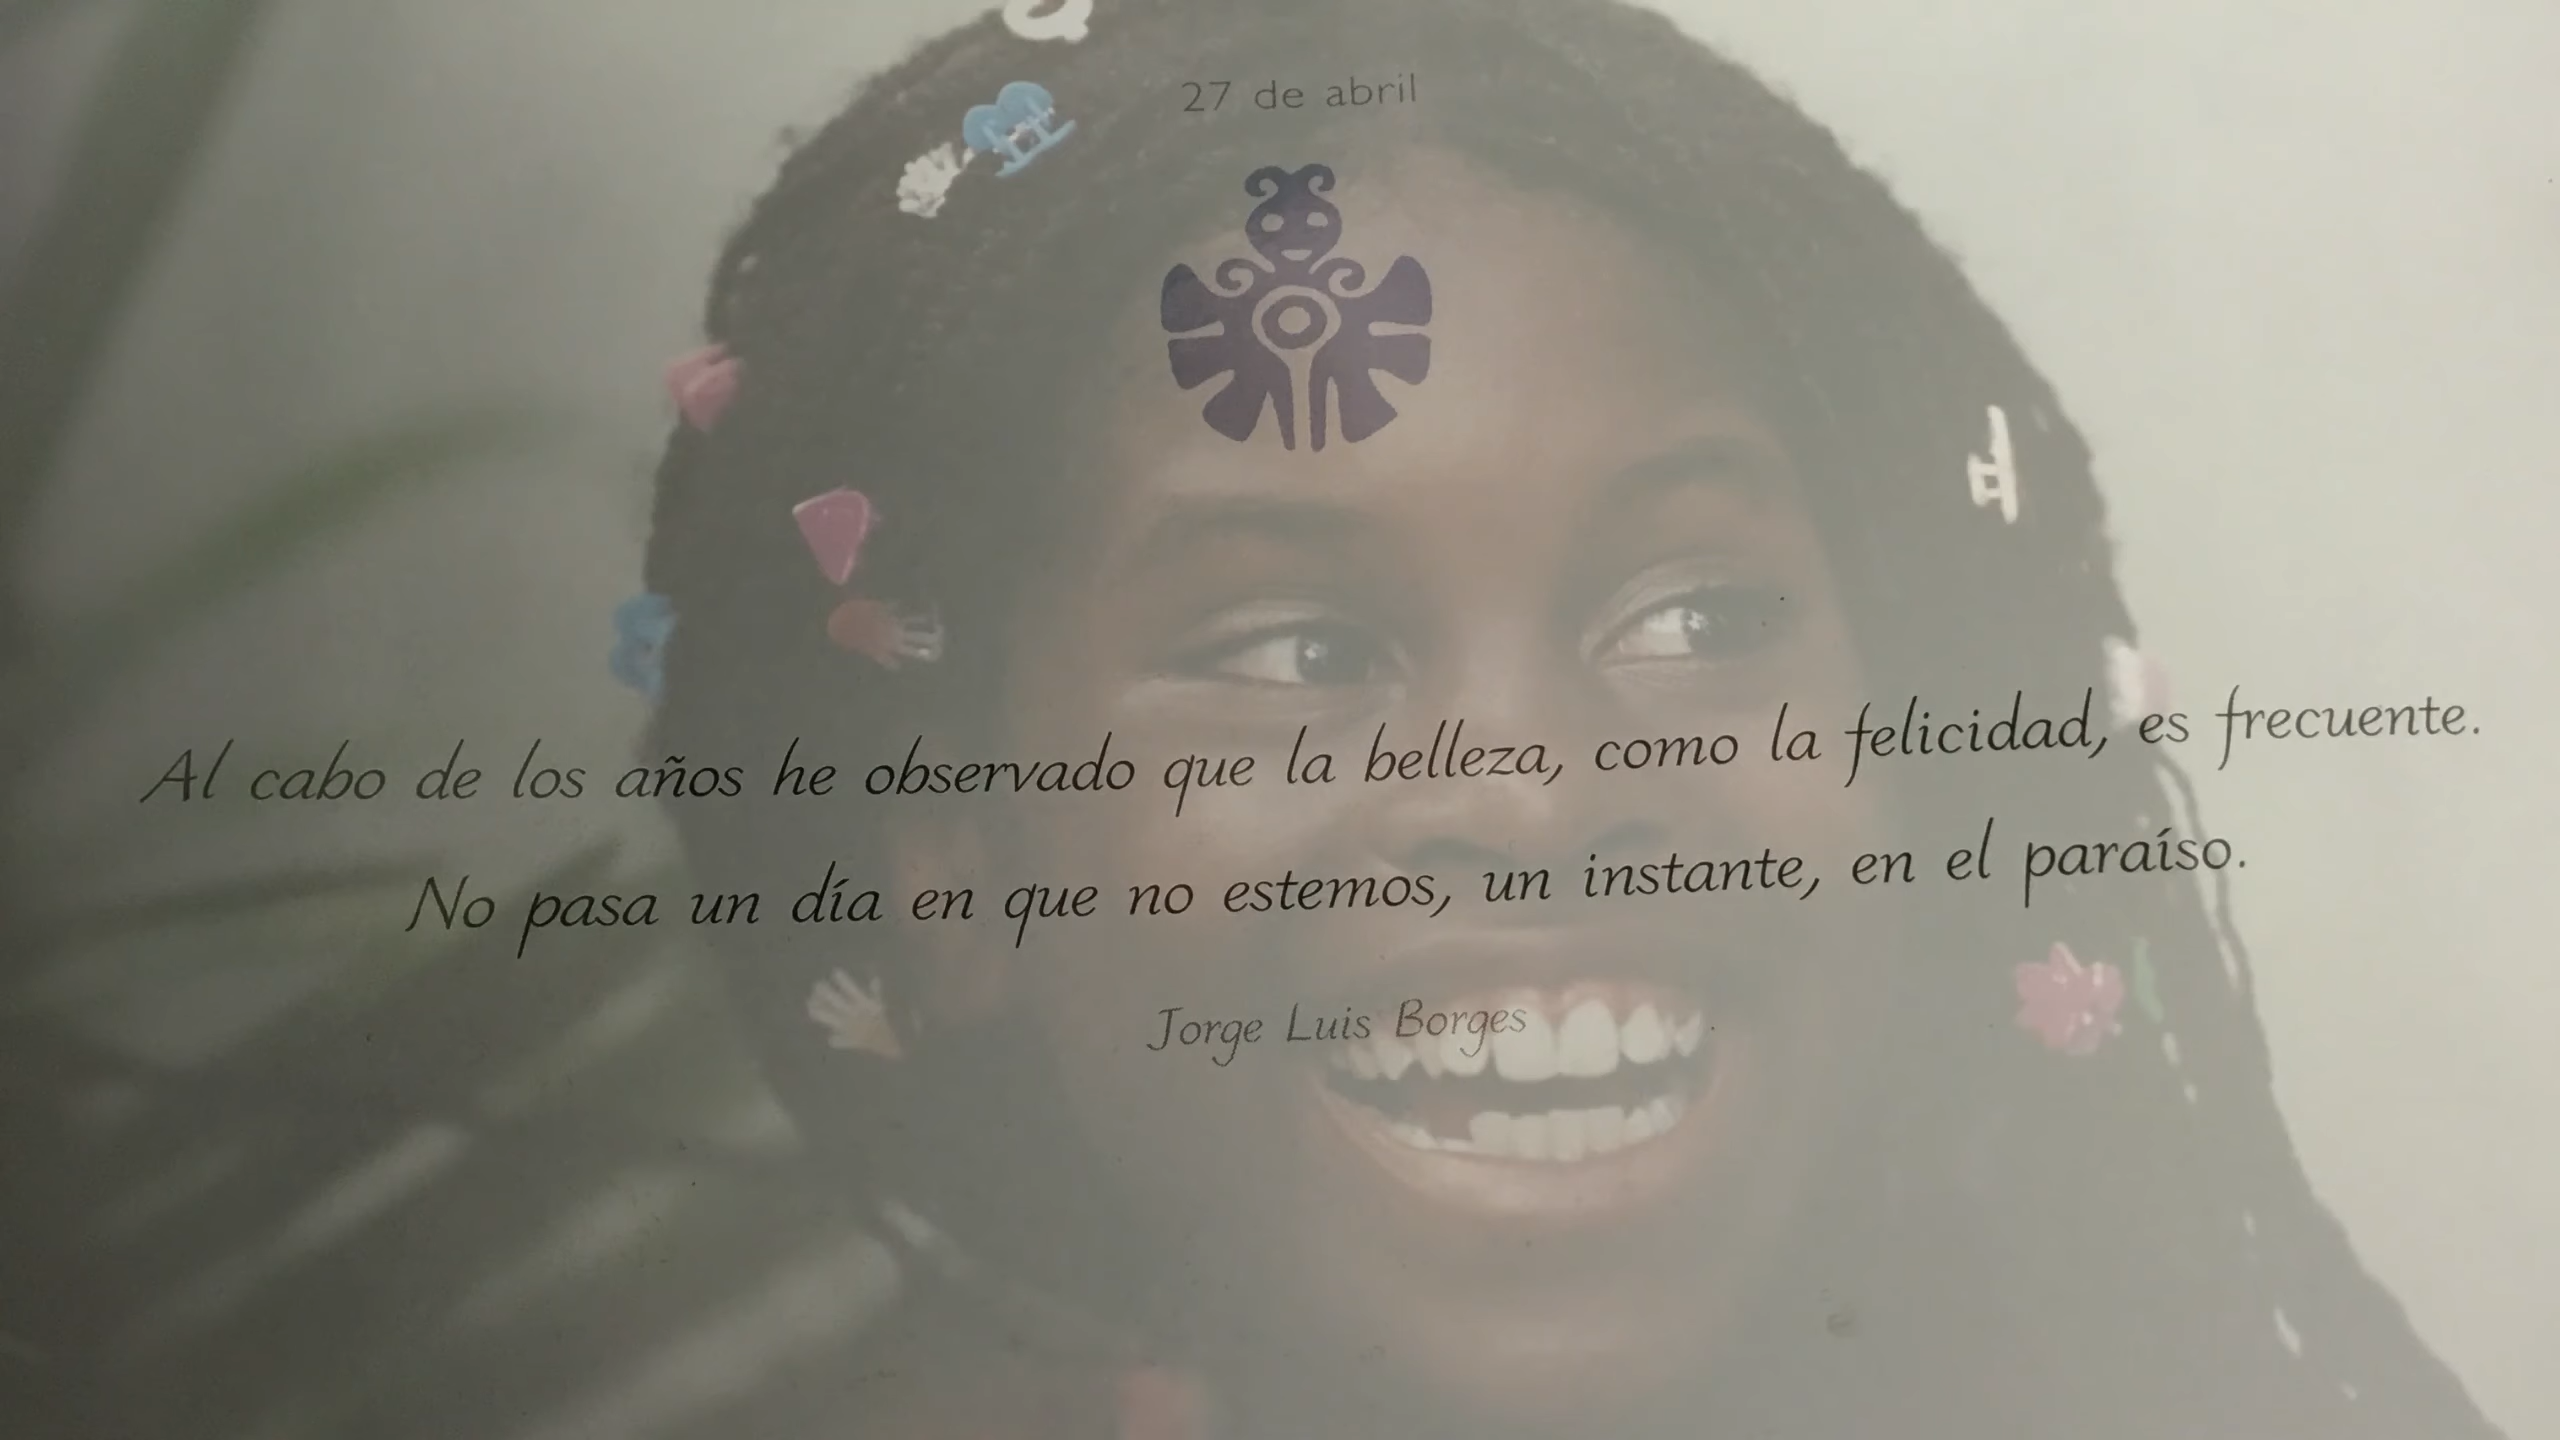 27 de abril
Al cabo de los años he observado que la belleza, como la felicidad, es frecuente.
No pasa un día en que no estemos, un instante, en el paraíso.
Jorge Luis Borges